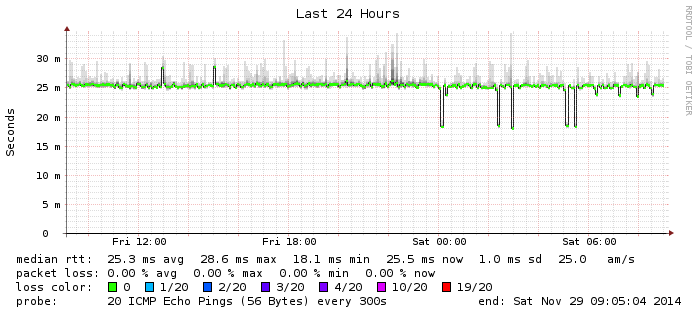 Last 24 Hours
RRDTOOL / TOBI OETIKER
Seconds
30 m
25 m
20 m
15 m
10 m
5 m
0
Fri 12:00 Fri 18:00 Sat 00:00 Sat 06:00
median rtt: 25.3 ms avg 28.6 ms max 18.1 ms min 25.5 ms now 1.0 ms sd 25.0 am/s
packet loss: 0.00 % avg 0.00 % max 0.00 % min 0.00 % now
loss color: 0 1/20 2/20 3/20 4/20 10/20 19/20
probe: 20 ICMP Echo Pings (56 Bytes) every 300s end: Sat Nov 29 09:05:04 2014